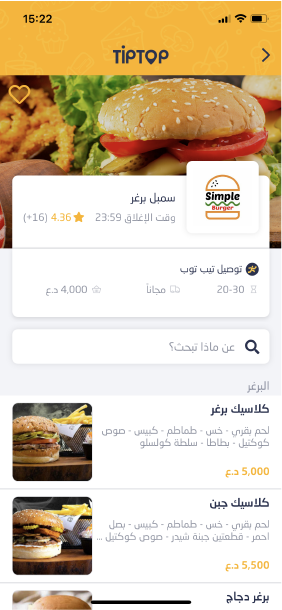 15:22
TiPTOP
Simple
Burger
سمبل برغر
وقت الإغلاق 23:59
4.36 (16+)
توصيل تيب توب
20-30
مجاناً
4,000 د.ع
عن ماذا تبحث؟
البرغر
كلاسيك برغر
لحم بقري - خس - طماطم - كبيس - صوص
كوكتيل - بطاطا - سلطة كولسلو
5,000 د.ع
كلاسيك جبن
لحم بقري - خس - طماطم - كبيس - بصل
احمر - قطعتين جبنة شيدر - صوص كوكتيل ...
5,500 د.ع
برغر دجاج